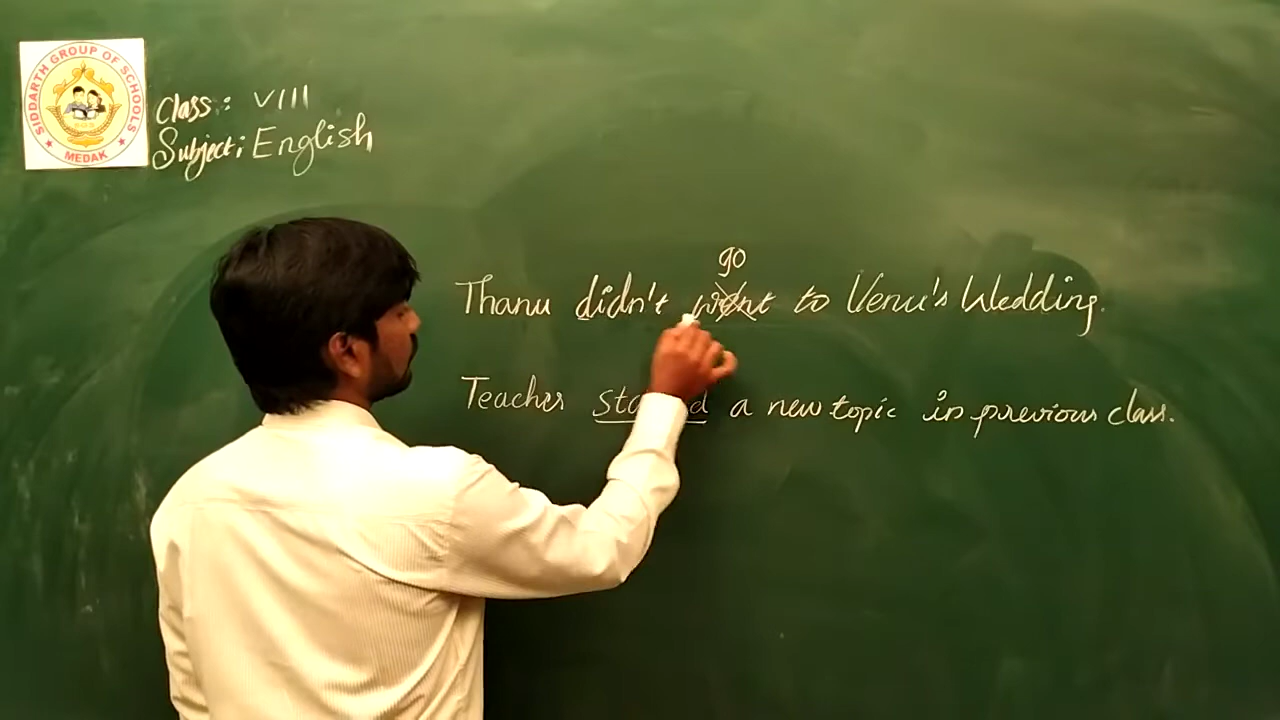 SIDDARTH GROUP OF SCHOOLS
MEDAK
Class: VIII
Subject: English
go
Thanu didn't went to Venu's Wedding.
Teacher a new topic in previous class.